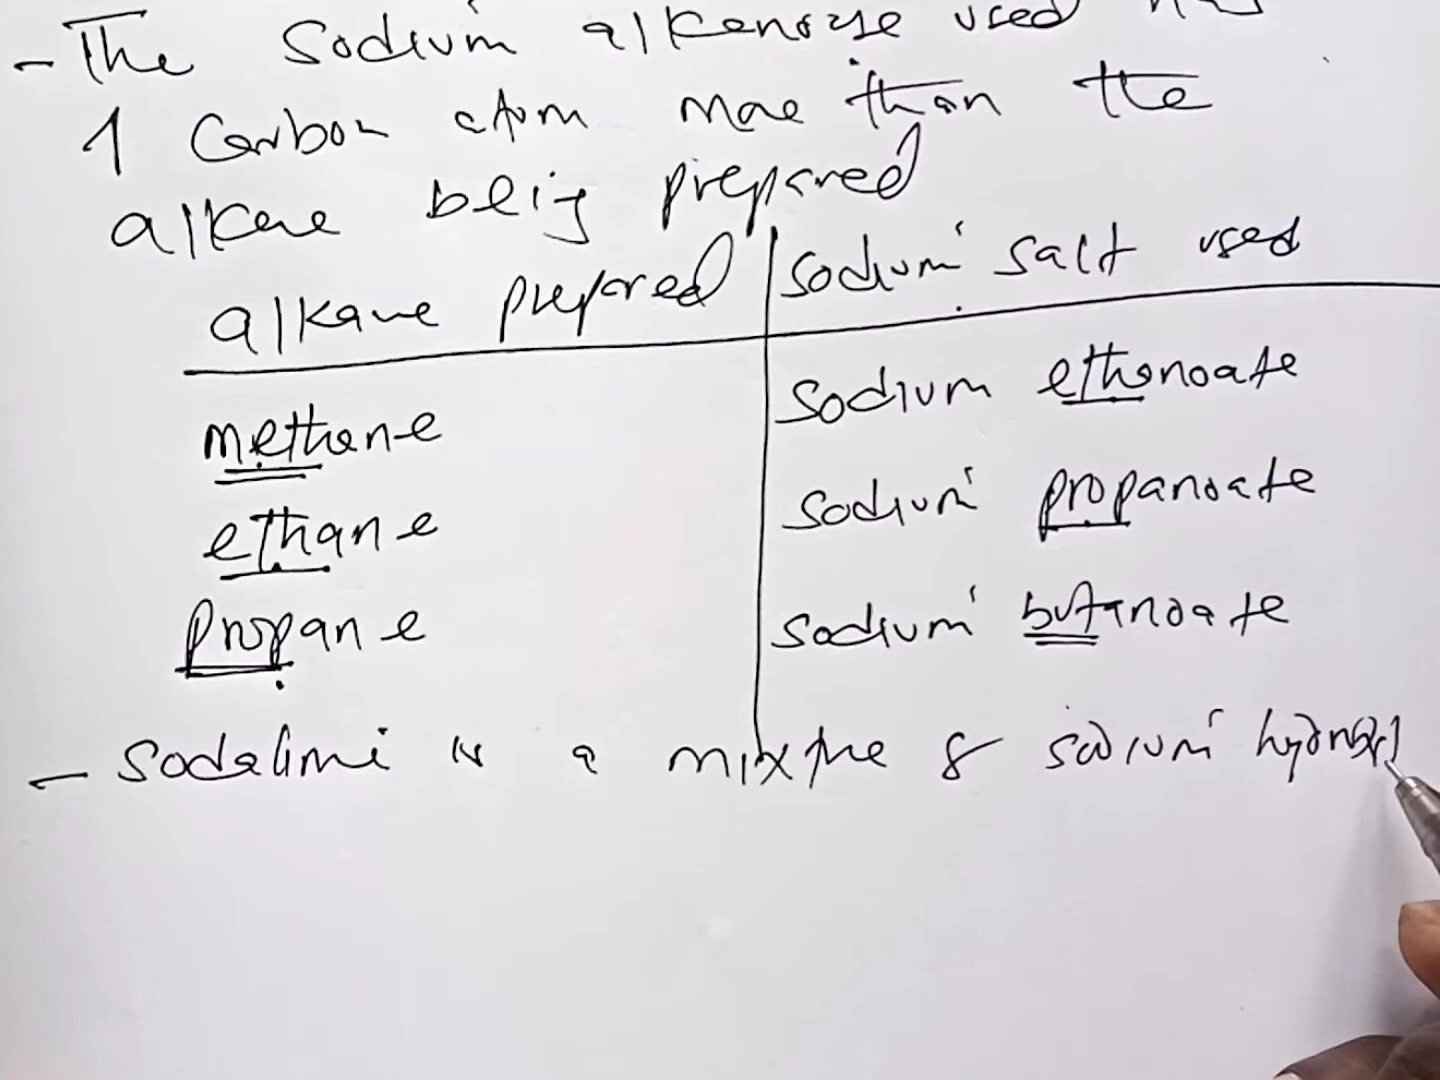 - The Sodium alkanoate used has
1 Carbon atom more than the
alkane being prepared
alkane prepared | Sodium salt used
methane | Sodium ethanoate
ethane | Sodium propanoate
propane | Sodium butanoate
- Sodalime is a mixture of sodium